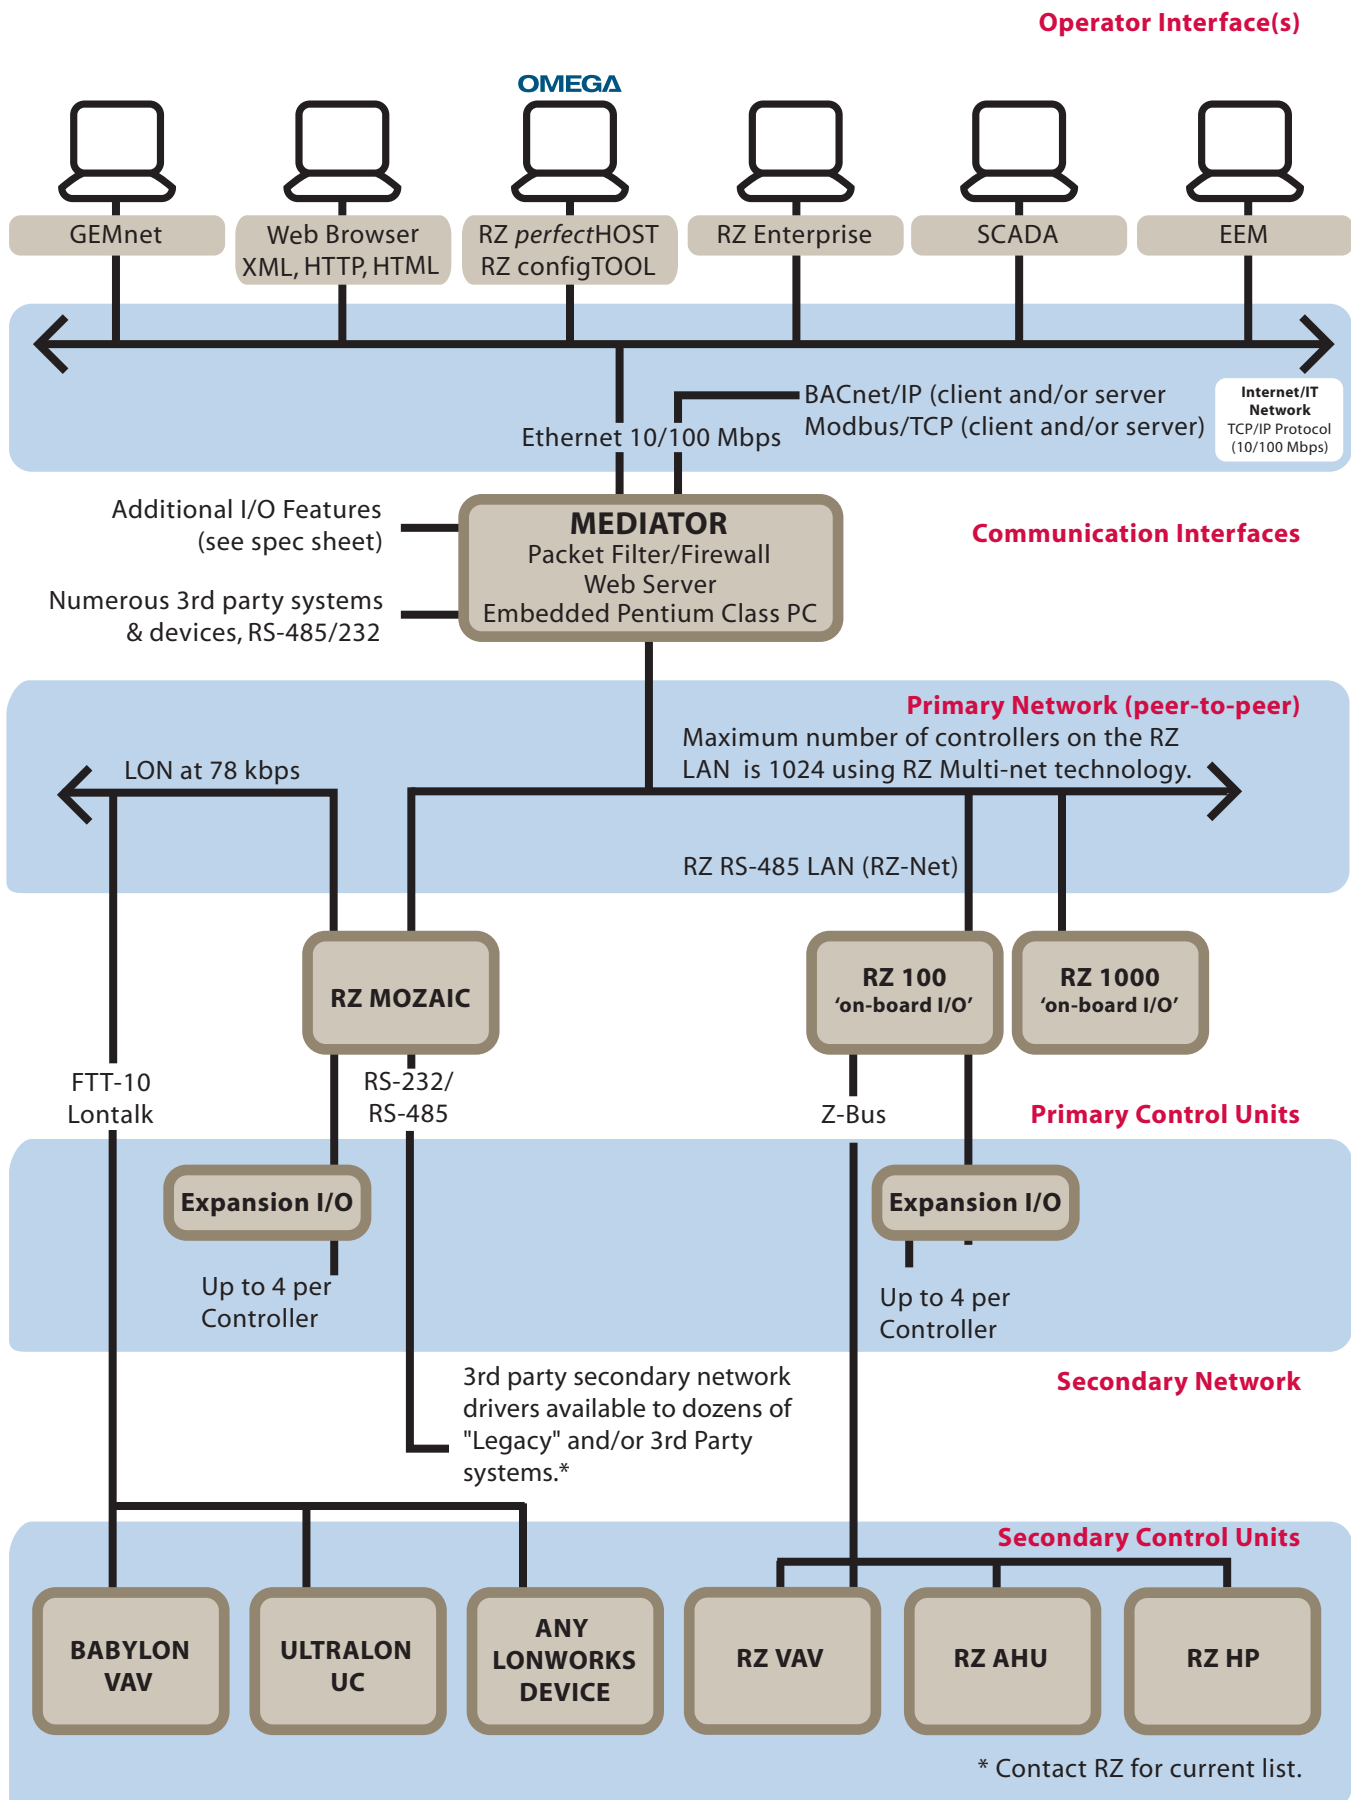 Operator Interface(s)
OMEGA
GEMnet
Web Browser
XML, HTTP, HTML
RZ perfectHOST
RZ configTOOL
RZ Enterprise
SCADA
EEM
BACnet/IP (client and/or server
Modbus/TCP (client and/or server)
Ethernet 10/100 Mbps
Internet/IT
Network
TCP/IP Protocol
(10/100 Mbps)
Additional I/O Features
(see spec sheet)
Numerous 3rd party systems
& devices, RS-485/232
MEDIATOR
Packet Filter/Firewall
Web Server
Embedded Pentium Class PC
Communication Interfaces
Primary Network (peer-to-peer)
Maximum number of controllers on the RZ
LAN is 1024 using RZ Multi-net technology.
LON at 78 kbps
RZ RS-485 LAN (RZ-Net)
RZ MOZAIC
RZ 100
‘on-board I/O’
RZ 1000
‘on-board I/O’
FTT-10
Lontalk
RS-232/
RS-485
Z-Bus
Primary Control Units
Expansion I/O
Expansion I/O
Up to 4 per
Controller
Up to 4 per
Controller
3rd party secondary network
drivers available to dozens of
"Legacy" and/or 3rd Party
systems.*
Secondary Network
Secondary Control Units
BABYLON
VAV
ULTRALON
UC
ANY
LONWORKS
DEVICE
RZ VAV
RZ AHU
RZ HP
* Contact RZ for current list.